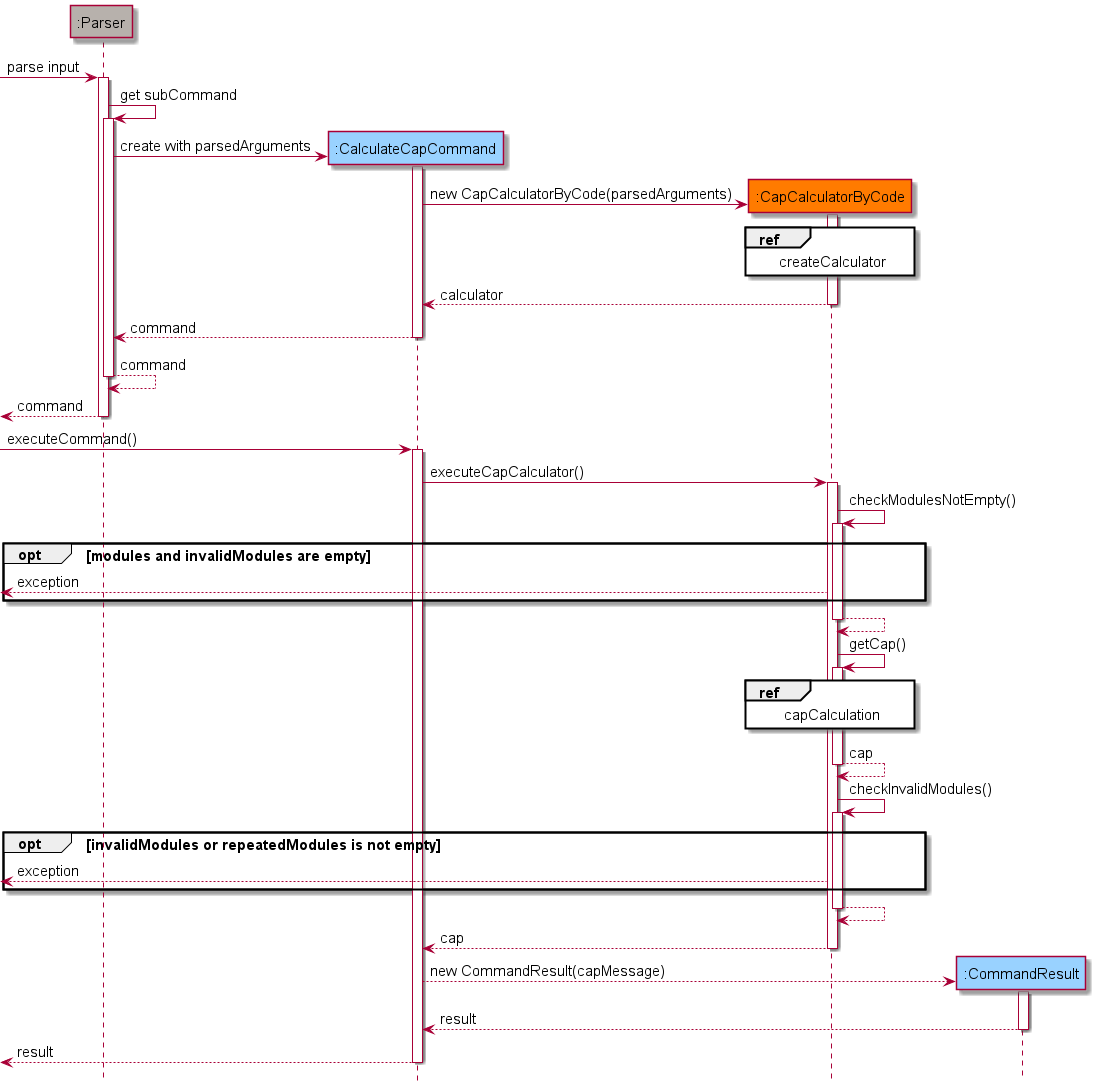 :Parser
parse input
get subCommand
create with parsedArguments
:CalculateCapCommand
new CapCalculatorByCode(parsedArguments)
:CapCalculatorByCode
ref
createCalculator
calculator
command
command
command
executeCommand()
executeCapCalculator()
checkModulesNotEmpty()
opt [modules and invalidModules are empty]
exception
getCap()
ref
capCalculation
cap
checkInvalidModules()
opt [invalidModules or repeatedModules is not empty]
exception
cap
new CommandResult(capMessage)
:CommandResult
result
result